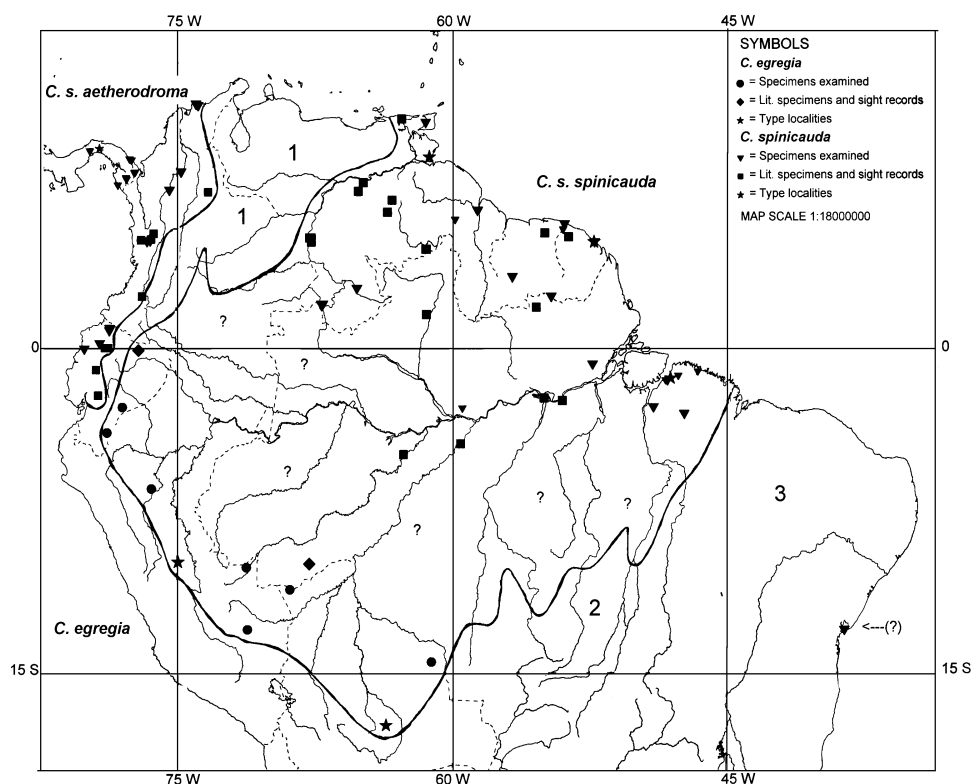 75 W 60 W 45 W
SYMBOLS
C. egregia
= Specimens examined
= Lit. specimens and sight records
= Type localities
C. spinicauda
= Specimens examined
= Lit. specimens and sight records
= Type localities
MAP SCALE 1:18000000
C. s. aetherodroma
1
C. s. spinicauda
1
?
0 0
?
?
?
?
3
?
2
C. egregia
<---(?)
15 S 15 S
75 W 60 W 45 W